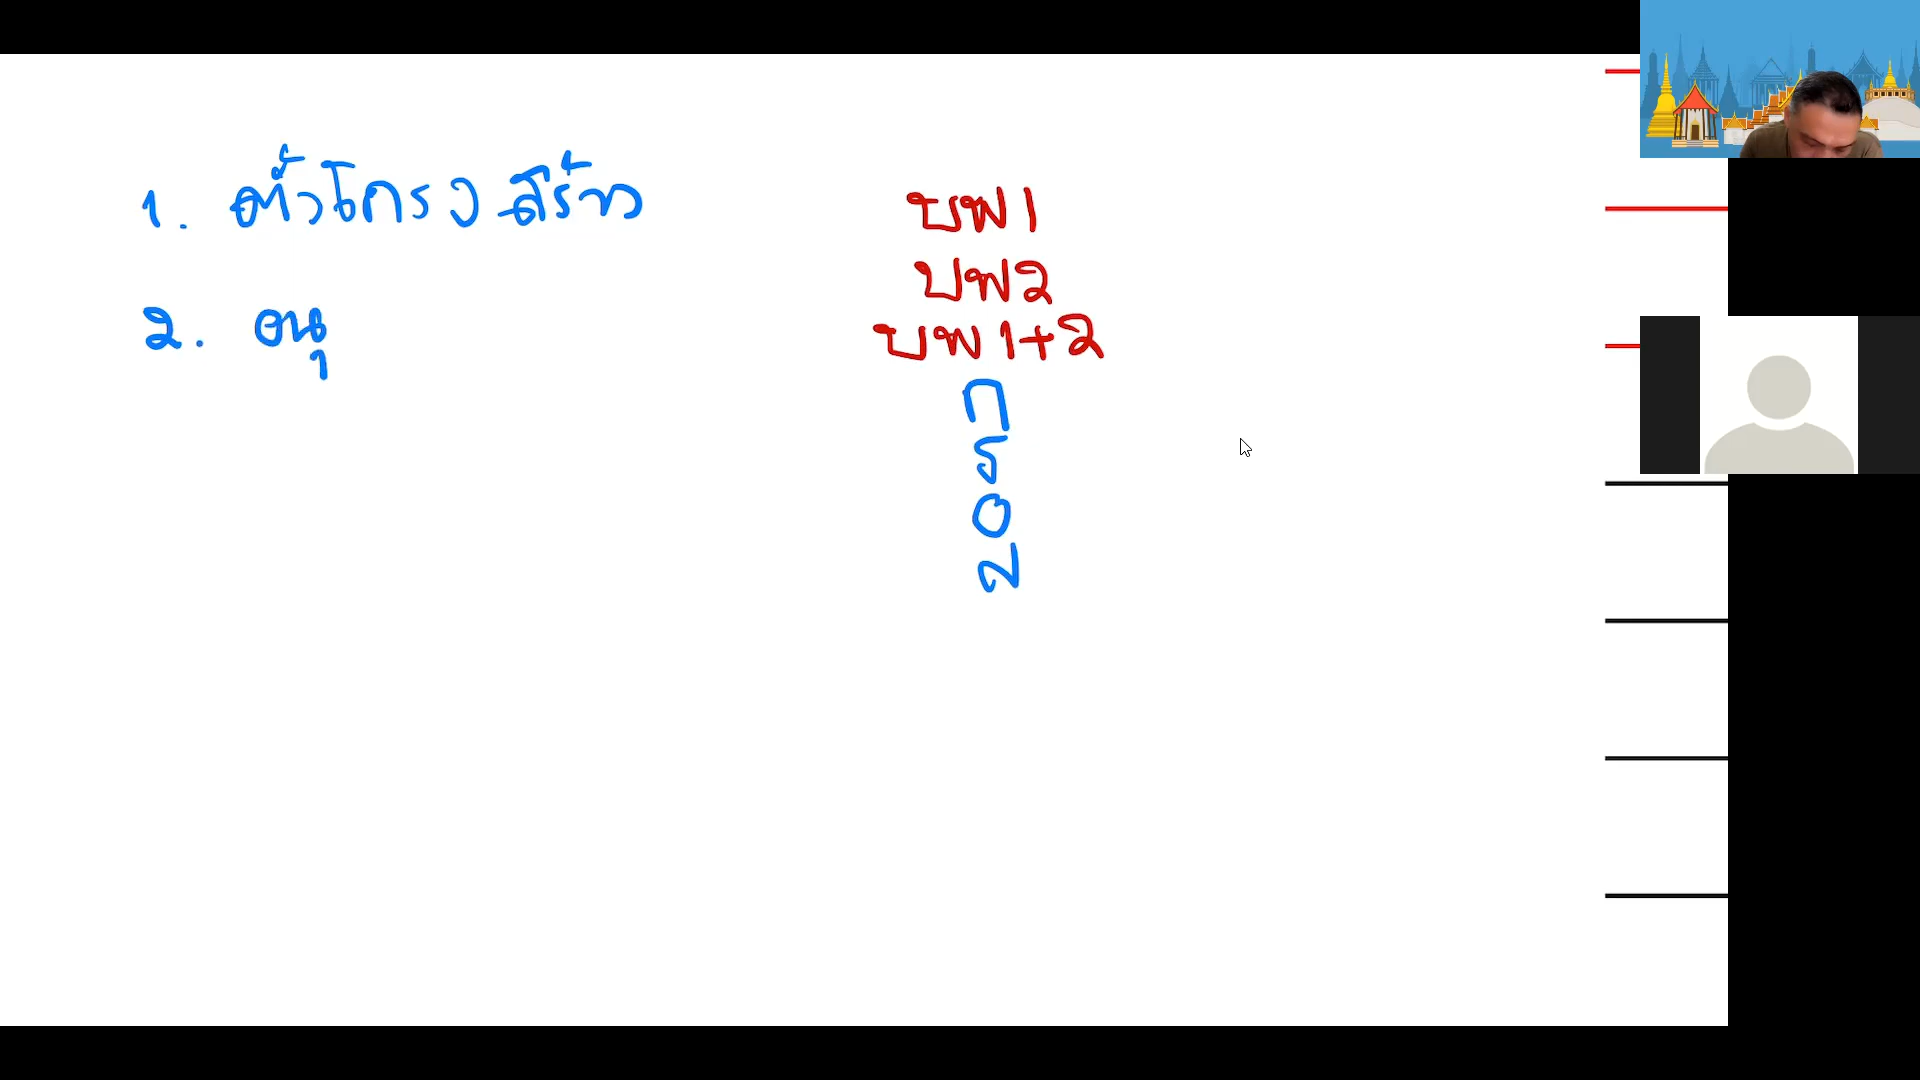 1. ตั้วโครง สร้าง
2. อนุ
บพ1
บพ2
บพ1+2
ก
ร
อ
บ